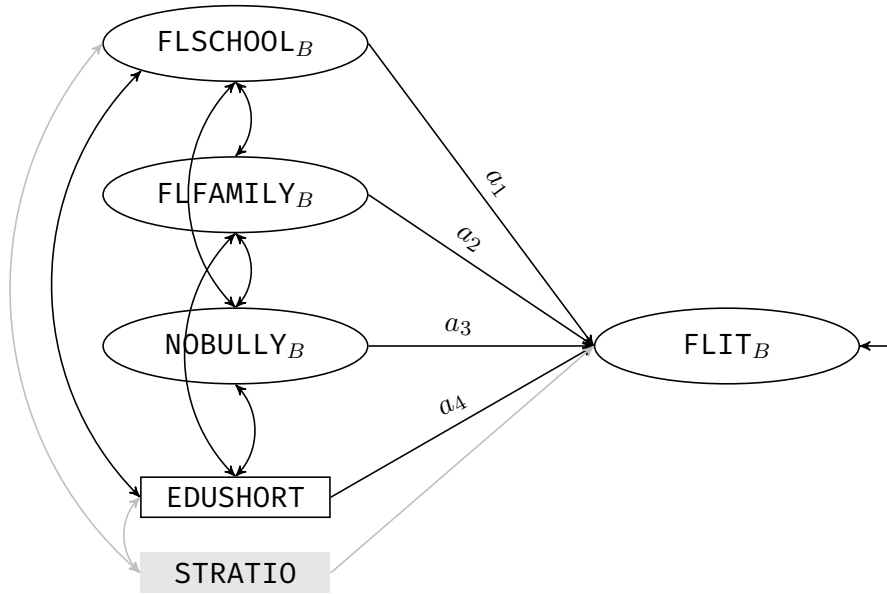 FLSCHOOL_B
a_1
FLFAMILY_B
a_2
NOBULLY_B
a_3
FLIT_B
a_4
EDUSHORT
STRATIO